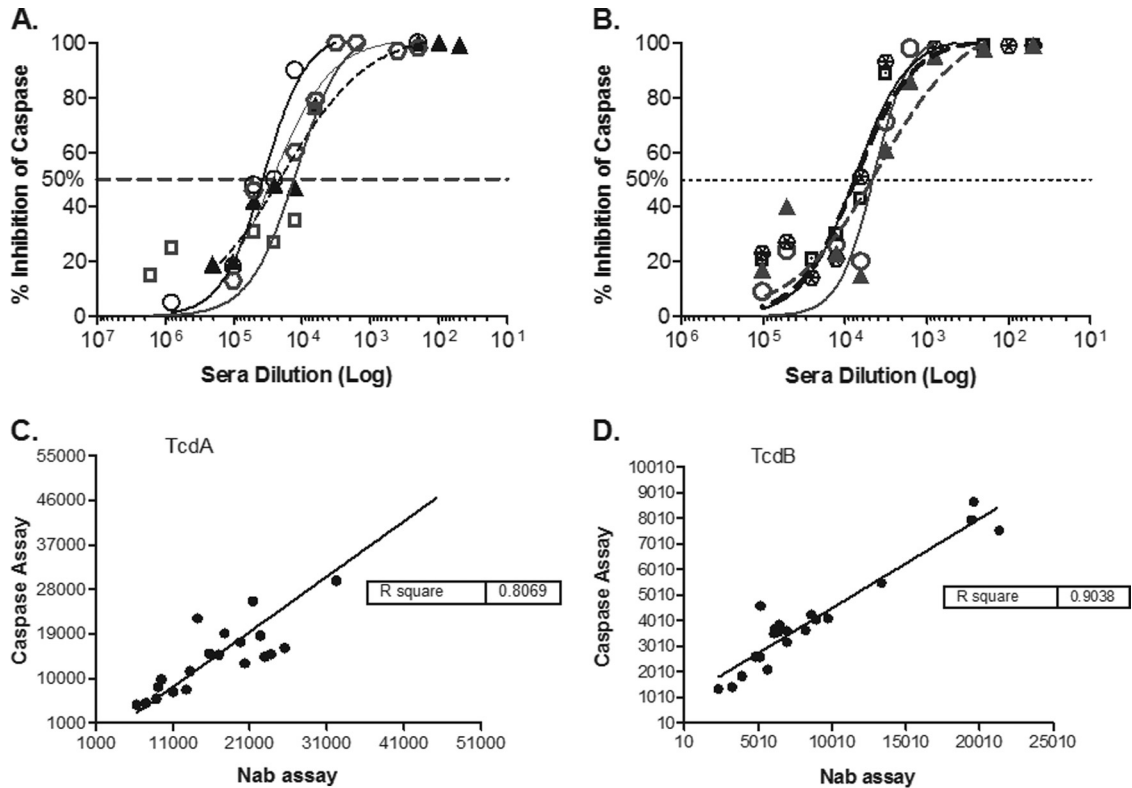 A.
% Inhibition of Caspase
100
80
60
50%
40
20
0
10^7 10^6 10^5 10^4 10^3 10^2 10^1
Sera Dilution (Log)
B.
% Inhibition of Caspase
100
80
60
50%
40
20
0
10^6 10^5 10^4 10^3 10^2 10^1
Sera Dilution (Log)
C.
TcdA
Caspase Assay
55000
46000
37000
28000
19000
10000
1000
R square 0.8069
1000 11000 21000 31000 41000 51000
Nab assay
D.
TcdB
Caspase Assay
10010
9010
8010
7010
6010
5010
4010
3010
2010
1010
10
R square 0.9038
10 5010 10010 15010 20010 25010
Nab assay